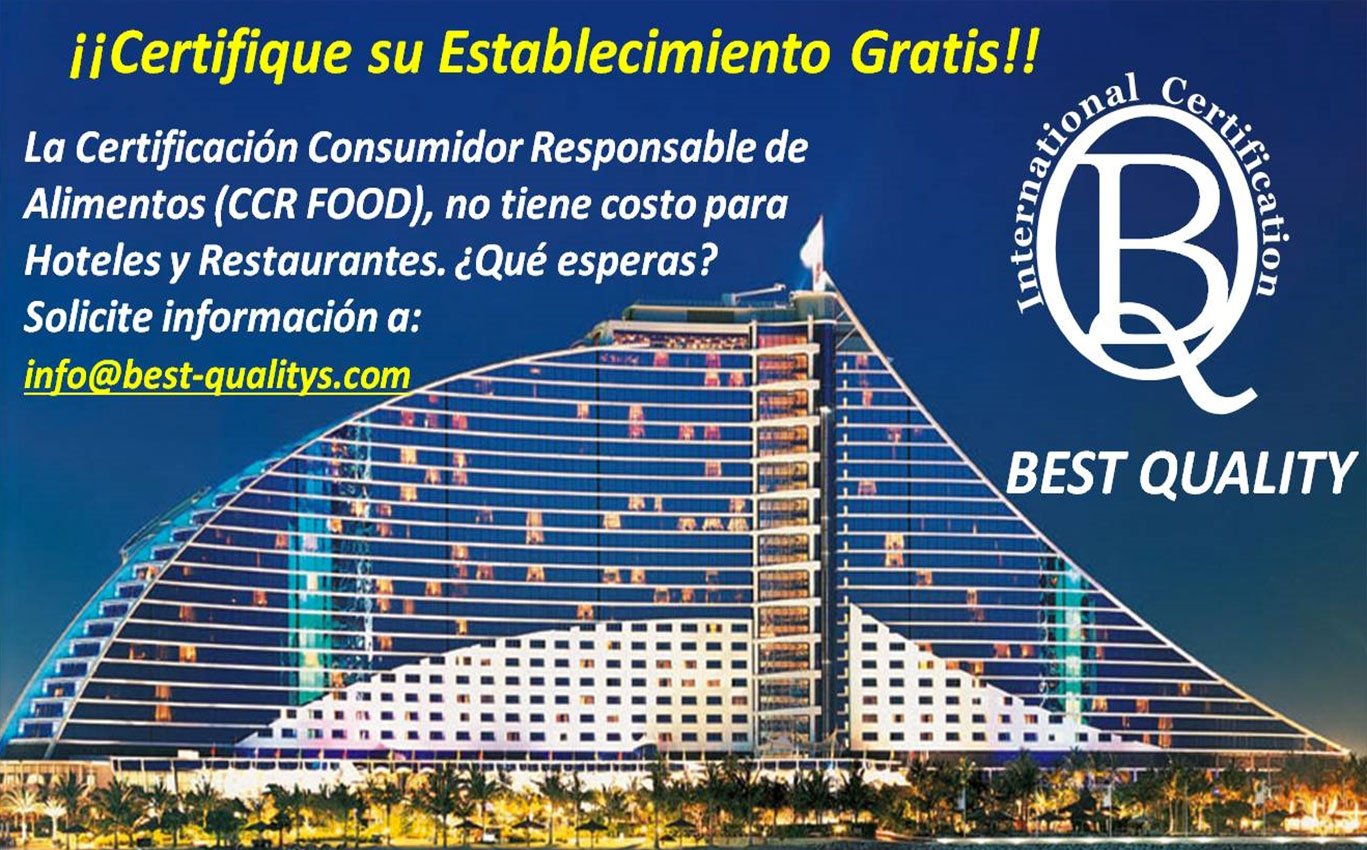 ¡¡Certifique su Establecimiento Gratis!!
La Certificación Consumidor Responsable de
Alimentos (CCR FOOD), no tiene costo para
Hoteles y Restaurantes. ¿Qué esperas?
Solicite información a:
info@best-qualitys.com
International Certification
BQ
BEST QUALITY